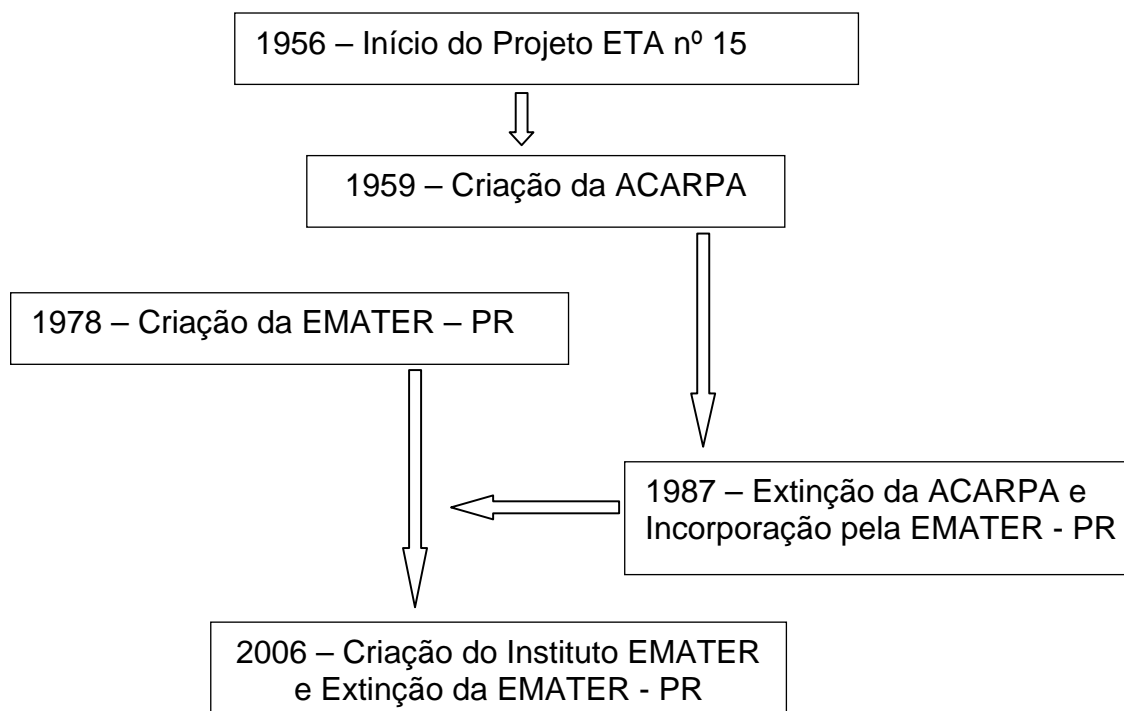 1956 – Início do Projeto ETA nº 15
1959 – Criação da ACARPA
1978 – Criação da EMATER – PR
1987 – Extinção da ACARPA e
Incorporação pela EMATER - PR
2006 – Criação do Instituto EMATER
e Extinção da EMATER - PR